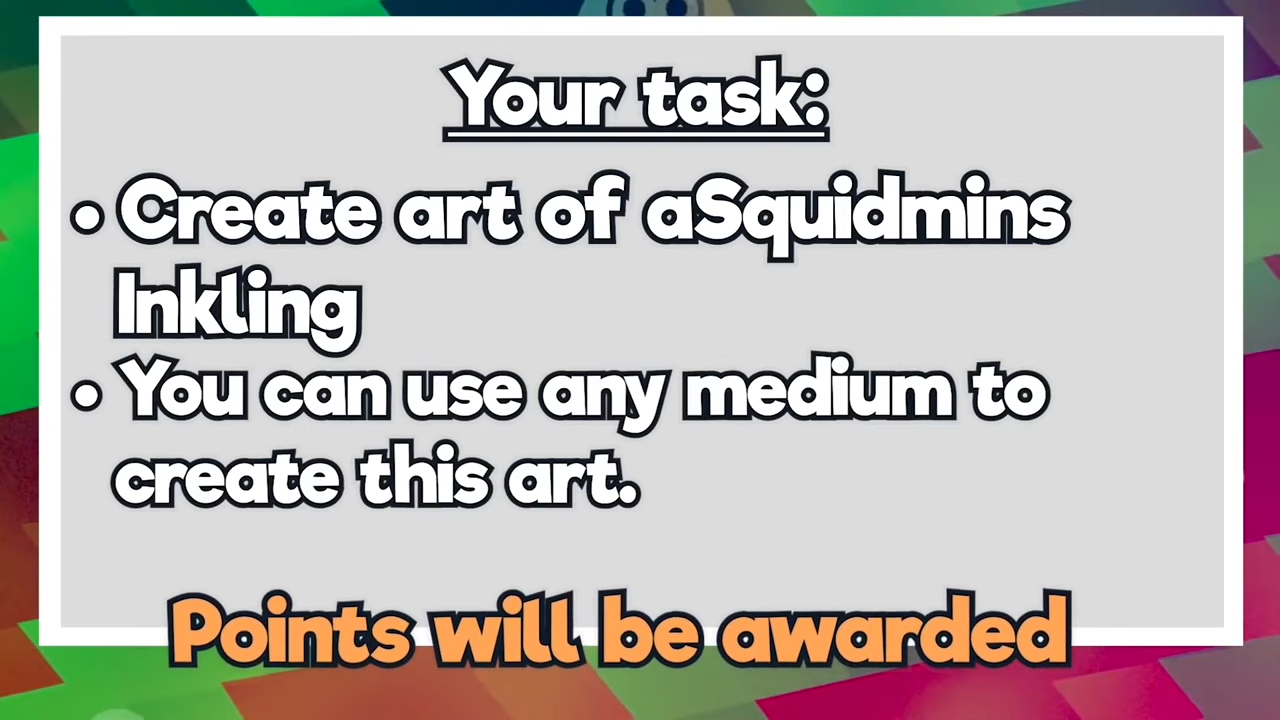 Your task:
• Create art of aSquidmins
Inkling
• You can use any medium to
create this art.
Points will be awarded